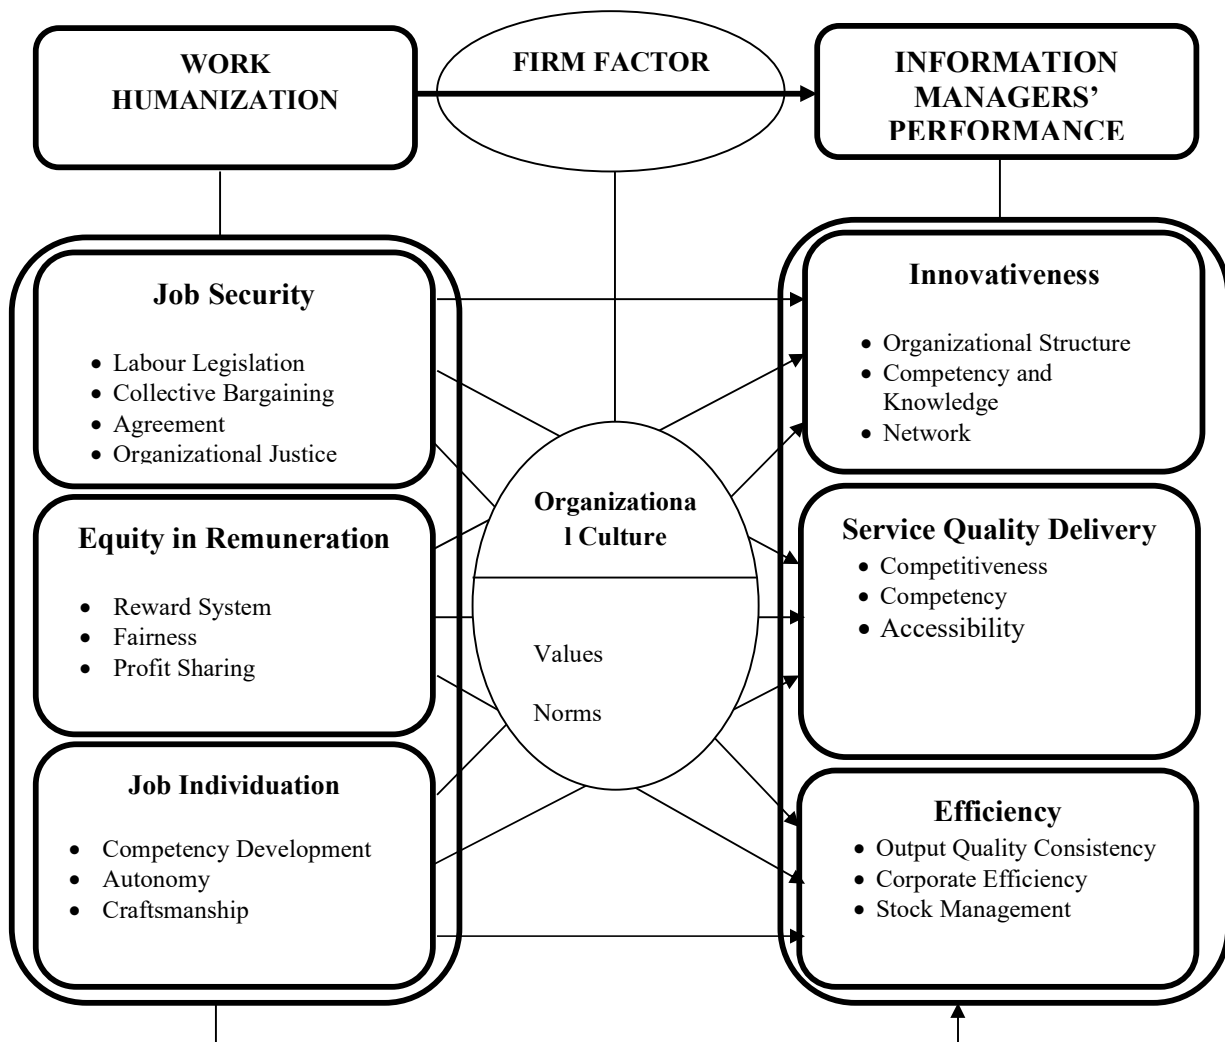 WORK
HUMANIZATION
FIRM FACTOR
INFORMATION
MANAGERS’
PERFORMANCE
Job Security
• Labour Legislation
• Collective Bargaining
• Agreement
• Organizational Justice
Equity in Remuneration
• Reward System
• Fairness
• Profit Sharing
Job Individuation
• Competency Development
• Autonomy
• Craftsmanship
Organizationa
l Culture
Values
Norms
Innovativeness
• Organizational Structure
• Competency and
Knowledge
• Network
Service Quality Delivery
• Competitiveness
• Competency
• Accessibility
Efficiency
• Output Quality Consistency
• Corporate Efficiency
• Stock Management